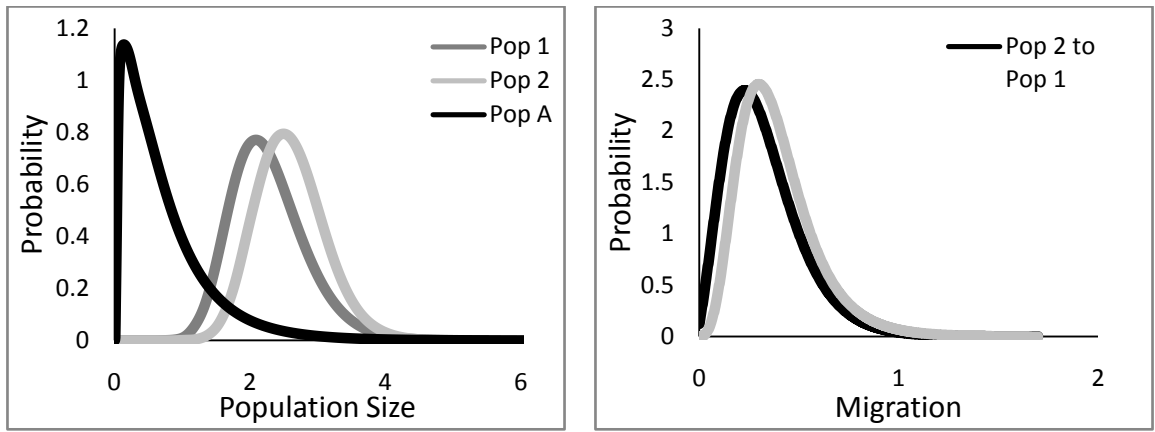 1.2
1
0.8
0.6
0.4
0.2
0
Probability
0 2 4 6
Population Size
Pop 1
Pop 2
Pop A
3
2.5
2
1.5
1
0.5
0
Probability
0 1 2
Migration
Pop 2 to
Pop 1